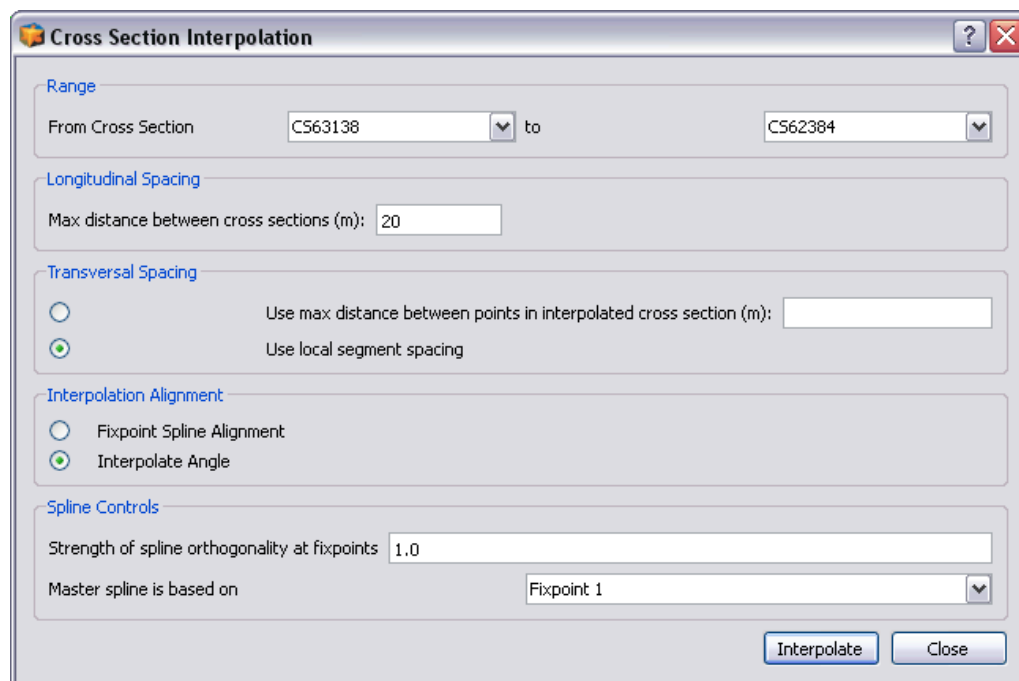 Cross Section Interpolation
Range
From Cross Section CS63138 to CS62384
Longitudinal Spacing
Max distance between cross sections (m): 20
Transversal Spacing
Use max distance between points in interpolated cross section (m):
Use local segment spacing
Interpolation Alignment
Fixpoint Spline Alignment
Interpolate Angle
Spline Controls
Strength of spline orthogonality at fixpoints 1.0
Master spline is based on Fixpoint 1
Interpolate Close